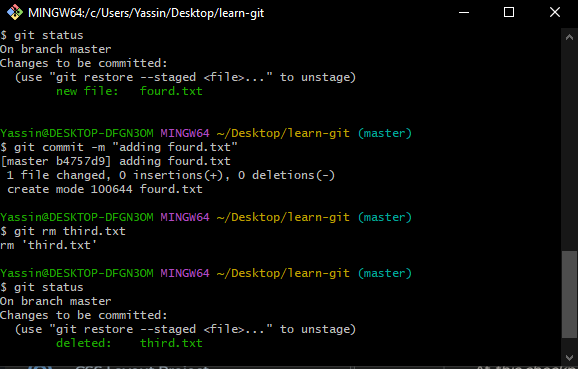 MINGW64:/c/Users/Yassin/Desktop/learn-git
$ git status
On branch master
Changes to be committed:
  (use "git restore --staged <file>..." to unstage)
        new file:   fourd.txt
Yassin@DESKTOP-DFGN3OM MINGW64 ~/Desktop/learn-git (master)
$ git commit -m "adding fourd.txt"
[master b4757d9] adding fourd.txt
 1 file changed, 0 insertions(+), 0 deletions(-)
 create mode 100644 fourd.txt
Yassin@DESKTOP-DFGN3OM MINGW64 ~/Desktop/learn-git (master)
$ git rm third.txt
rm 'third.txt'
Yassin@DESKTOP-DFGN3OM MINGW64 ~/Desktop/learn-git (master)
$ git status
On branch master
Changes to be committed:
  (use "git restore --staged <file>..." to unstage)
        deleted:    third.txt
CSS Layout Project